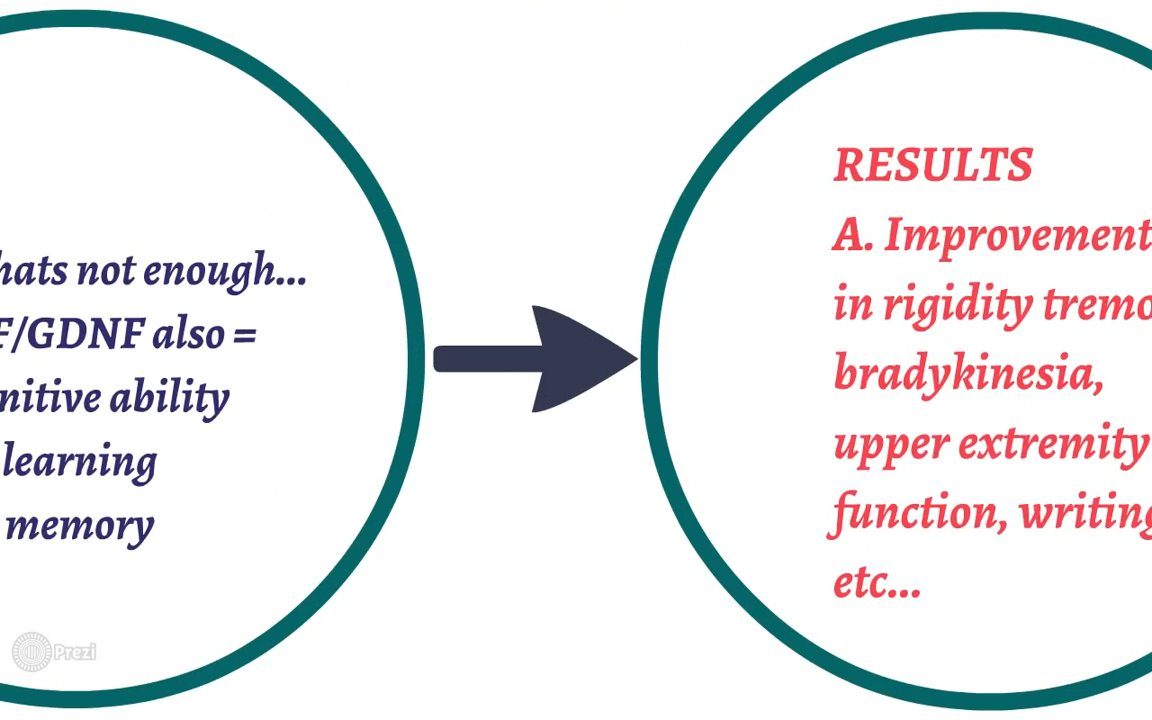 hats not enough...
F/GDNF also =
nitive ability
learning
memory
RESULTS
A. Improvement
in rigidity tremo
bradykinesia,
upper extremity
function, writing
etc...
Prezi